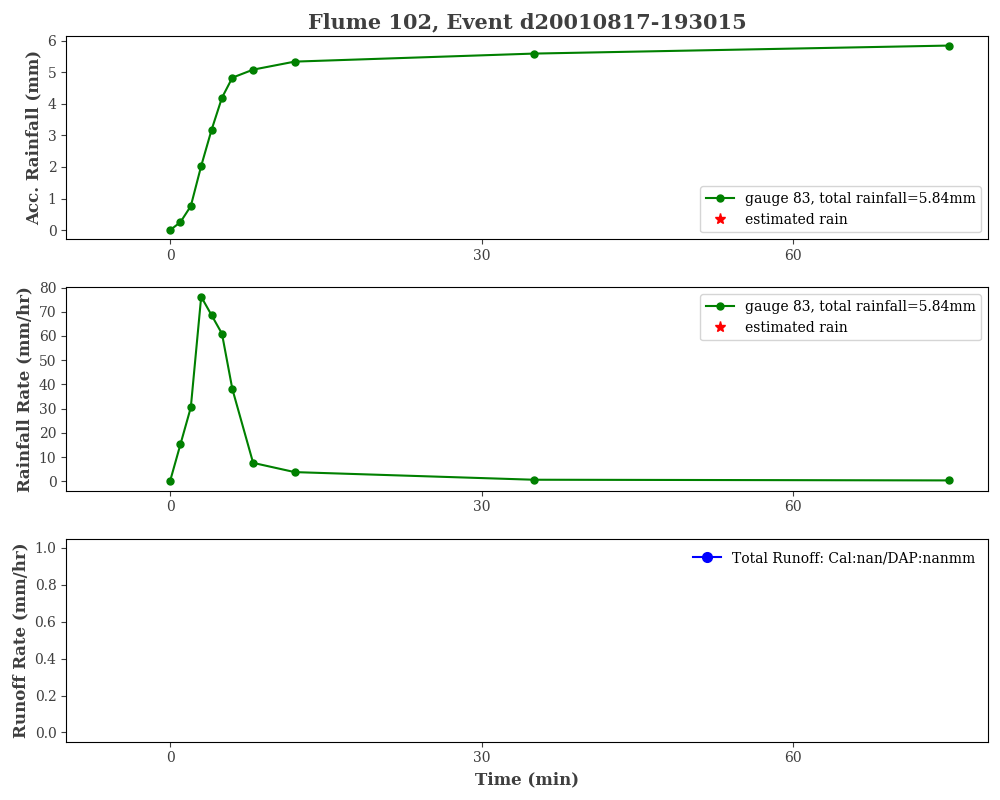 Flume 102, Event d20010817-193015
Acc. Rainfall (mm)
6
5
4
3
2
1
0
gauge 83, total rainfall=5.84mm
estimated rain
0 30 60
Rainfall Rate (mm/hr)
80
70
60
50
40
30
20
10
0
gauge 83, total rainfall=5.84mm
estimated rain
0 30 60
Runoff Rate (mm/hr)
1.0
0.8
0.6
0.4
0.2
0.0
Total Runoff: Cal:nan/DAP:nanmm
0 30 60
Time (min)